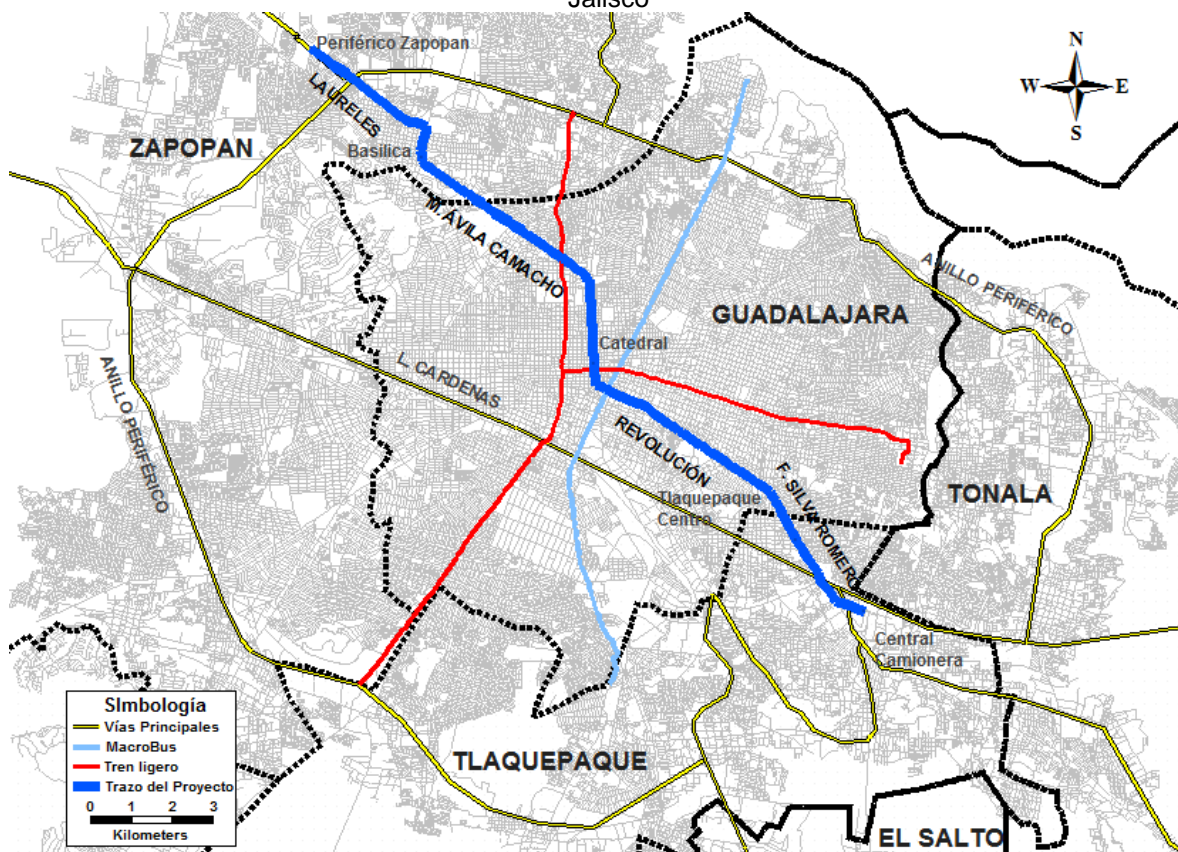 Jalisco
Periférico Zapopan
N
W
E
S
LAURELES
ZAPOPAN
Basilica
M. ÁVILA CAMACHO
ANILLO PERIFÉRICO
GUADALAJARA
Catedral
L. CARDENAS
ANILLO PERIFÉRICO
REVOLUCIÓN
F. SILVA ROMERO
Tlaquepaque
Centro
TONALA
Central
Camionera
TLAQUEPAQUE
EL SALTO
SImbología
Vías Principales
MacroBus
Tren ligero
Trazo del Proyecto
0 1 2 3
Kilometers